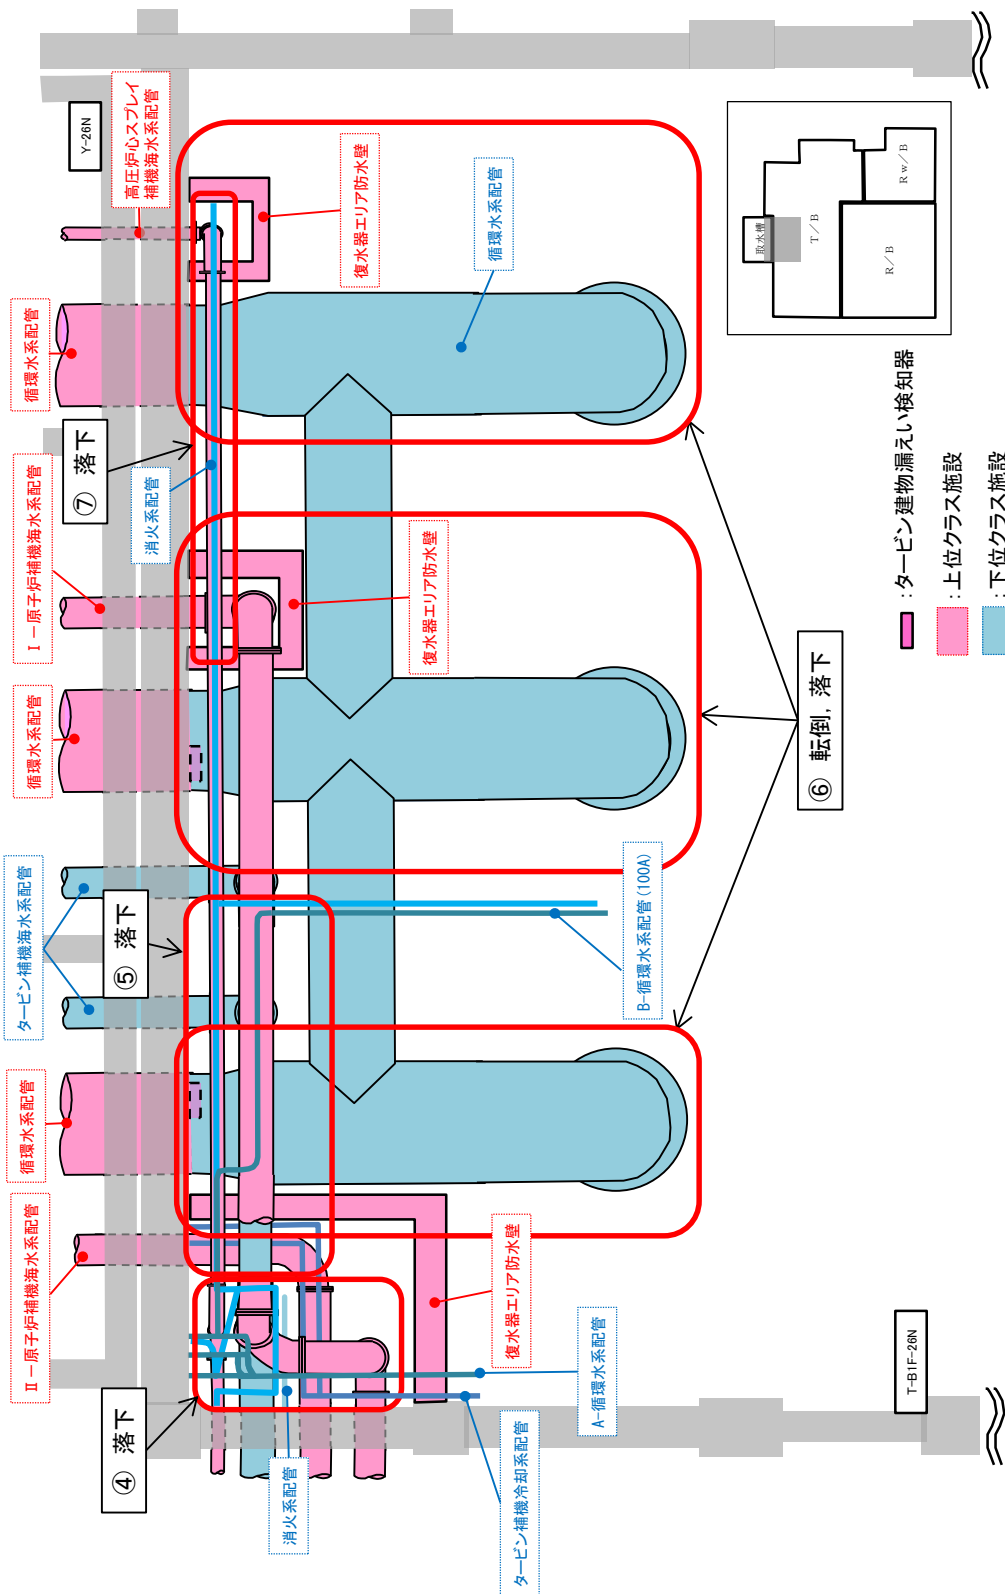 Ⅱ－原子炉補機海水系配管
循環水系配管
タービン補機海水系配管
循環水系配管
Ⅰ－原子炉補機海水系配管
循環水系配管
高圧炉心スプレイ
補機海水系配管
Y-26N
④ 落下
⑤ 落下
⑦ 落下
消火系配管
復水器エリア防水壁
復水器エリア防水壁
循環水系配管
消火系配管
タービン補機冷却系配管
A-循環水系配管
復水器エリア防水壁
B-循環水系配管(100A)
⑥ 転倒，落下
取水槽
T／B
R／B
Rw／B
T-B1F-26N
：タービン建物漏えい検知器
：上位クラス施設
：下位クラス施設